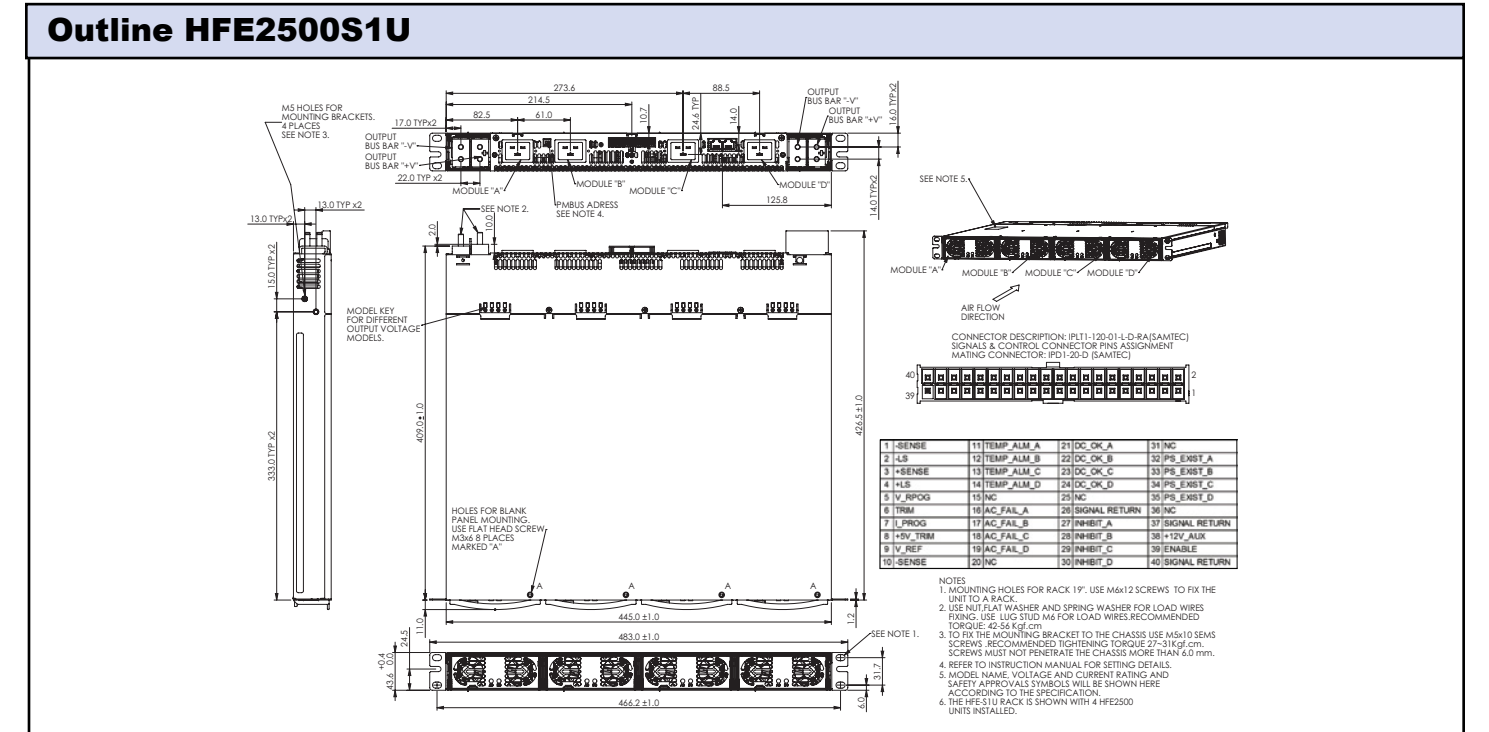 Outline HFE2500S1U
273.6
88.5
214.5
82.5
61.0
17.0 TYPx2
10.7
24.6 TYP
14.0
16.0 TYPx2
OUTPUT
BUS BAR "-V"
OUTPUT
BUS BAR "+V"
M5 HOLES FOR
MOUNTING BRACKETS.
4 PLACES
SEE NOTE 3.
OUTPUT
BUS BAR "-V"
OUTPUT
BUS BAR "+V"
22.0 TYP x2
MODULE "A"
MODULE "B"
MODULE "C"
MODULE "D"
PMBUS ADRESS
SEE NOTE 4.
125.8
14.0 TYPx2
13.0 TYP x2
13.0 TYPx2
15.0 TYP x2
333.0 TYP x2
SEE NOTE 2.
2.0
10.0
MODEL KEY
FOR DIFFERENT
OUTPUT VOLTAGE
MODELS.
409.0±1.0
426.5 ±1.0
HOLES FOR BLANK
PANEL MOUNTING.
USE FLAT HEAD SCREW
M3x6 8 PLACES
MARKED "A"
A
A
A
A
11.0
1.2
445.0 ±1.0
483.0 ±1.0
SEE NOTE 1.
24.5
+0.4
0.0
43.6
31.7
6.0
466.2 ±1.0
SEE NOTE 5.
MODULE "A"
MODULE "B"
MODULE "C"
MODULE "D"
AIR FLOW
DIRECTION
CONNECTOR DESCRIPTION: IPLT1-120-01-L-D-RA(SAMTEC)
SIGNALS & CONTROL CONNECTOR PINS ASSIGNMENT
MATING CONNECTOR: IPD1-20-D (SAMTEC)
40
2
39
1
1 -SENSE 11 TEMP_ALM_A 21 DC_OK_A 31 NC
2 -LS 12 TEMP_ALM_B 22 DC_OK_B 32 PS_EXIST_A
3 +SENSE 13 TEMP_ALM_C 23 DC_OK_C 33 PS_EXIST_B
4 +LS 14 TEMP_ALM_D 24 DC_OK_D 34 PS_EXIST_C
5 V_RPOG 15 NC 25 NC 35 PS_EXIST_D
6 TRIM 16 AC_FAIL_A 26 SIGNAL RETURN 36 NC
7 I_PROG 17 AC_FAIL_B 27 INHIBIT_A 37 SIGNAL RETURN
8 +5V_TRIM 18 AC_FAIL_C 28 INHIBIT_B 38 +12V_AUX
9 V_REF 19 AC_FAIL_D 29 INHIBIT_C 39 ENABLE
10 -SENSE 20 NC 30 INHIBIT_D 40 SIGNAL RETURN
NOTES
1. MOUNTING HOLES FOR RACK 19". USE M6x12 SCREWS TO FIX THE
UNIT TO A RACK.
2. USE NUT,FLAT WASHER AND SPRING WASHER FOR LOAD WIRES
FIXING. USE LUG STUD M6 FOR LOAD WIRES.RECOMMENDED
TORQUE: 42-56 Kgf.cm
3. TO FIX THE MOUNTING BRACKET TO THE CHASSIS USE M5x10 SEMS
SCREWS .RECOMMENDED TIGHTENING TORQUE 27~31Kgf.cm.
SCREWS MUST NOT PENETRATE THE CHASSIS MORE THAN 6.0 mm.
4. REFER TO INSTRUCTION MANUAL FOR SETTING DETAILS.
5. MODEL NAME, VOLTAGE AND CURRENT RATING AND
SAFETY APPROVALS SYMBOLS WILL BE SHOWN HERE
ACCORDING TO THE SPECIFICATION.
6. THE HFE-S1U RACK IS SHOWN WITH 4 HFE2500
UNITS INSTALLED.